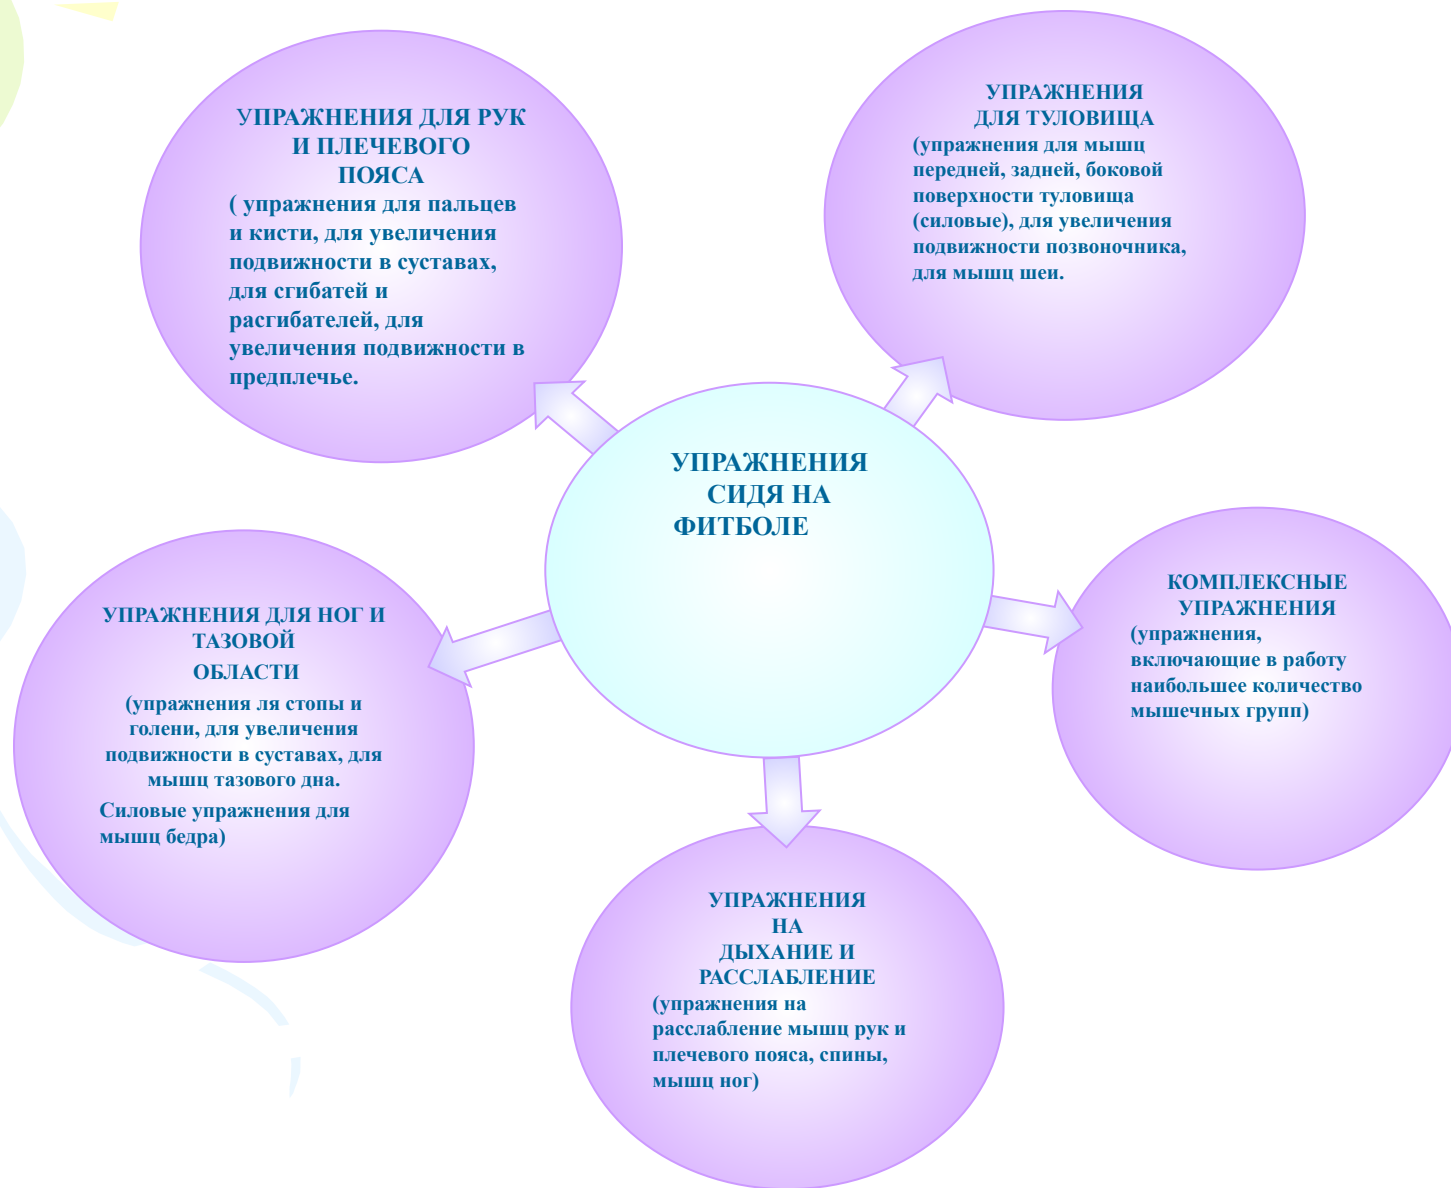 УПРАЖНЕНИЯ ДЛЯ РУК
И ПЛЕЧЕВОГО
ПОЯСА
( упражнения для пальцев
и кисти, для увеличения
подвижности в суставах,
для сгибатей и
расгибателей, для
увеличения подвижности в
предплечье.
УПРАЖНЕНИЯ
ДЛЯ ТУЛОВИЩА
(упражнения для мышц
передней, задней, боковой
поверхности туловища
(силовые), для увеличения
подвижности позвоночника,
для мышц шеи.
УПРАЖНЕНИЯ
СИДЯ НА
ФИТБОЛЕ
УПРАЖНЕНИЯ ДЛЯ НОГ И
ТАЗОВОЙ
ОБЛАСТИ
(упражнения ля стопы и
голени, для увеличения
подвижности в суставах, для
мышц тазового дна.
Силовые упражнения для
мышц бедра)
КОМПЛЕКСНЫЕ
УПРАЖНЕНИЯ
(упражнения,
включающие в работу
наибольшее количество
мышечных групп)
УПРАЖНЕНИЯ
НА
ДЫХАНИЕ И
РАССЛАБЛЕНИЕ
(упражнения на
расслабление мышц рук и
плечевого пояса, спины,
мышц ног)